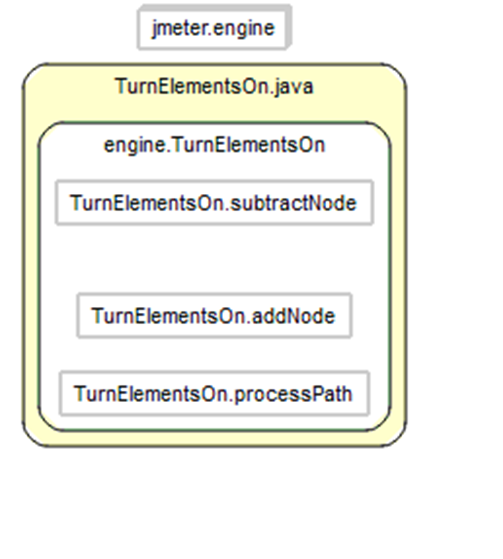 jmeter.engine
TurnElementsOn.java
engine.TurnElementsOn
TurnElementsOn.subtractNode
TurnElementsOn.addNode
TurnElementsOn.processPath